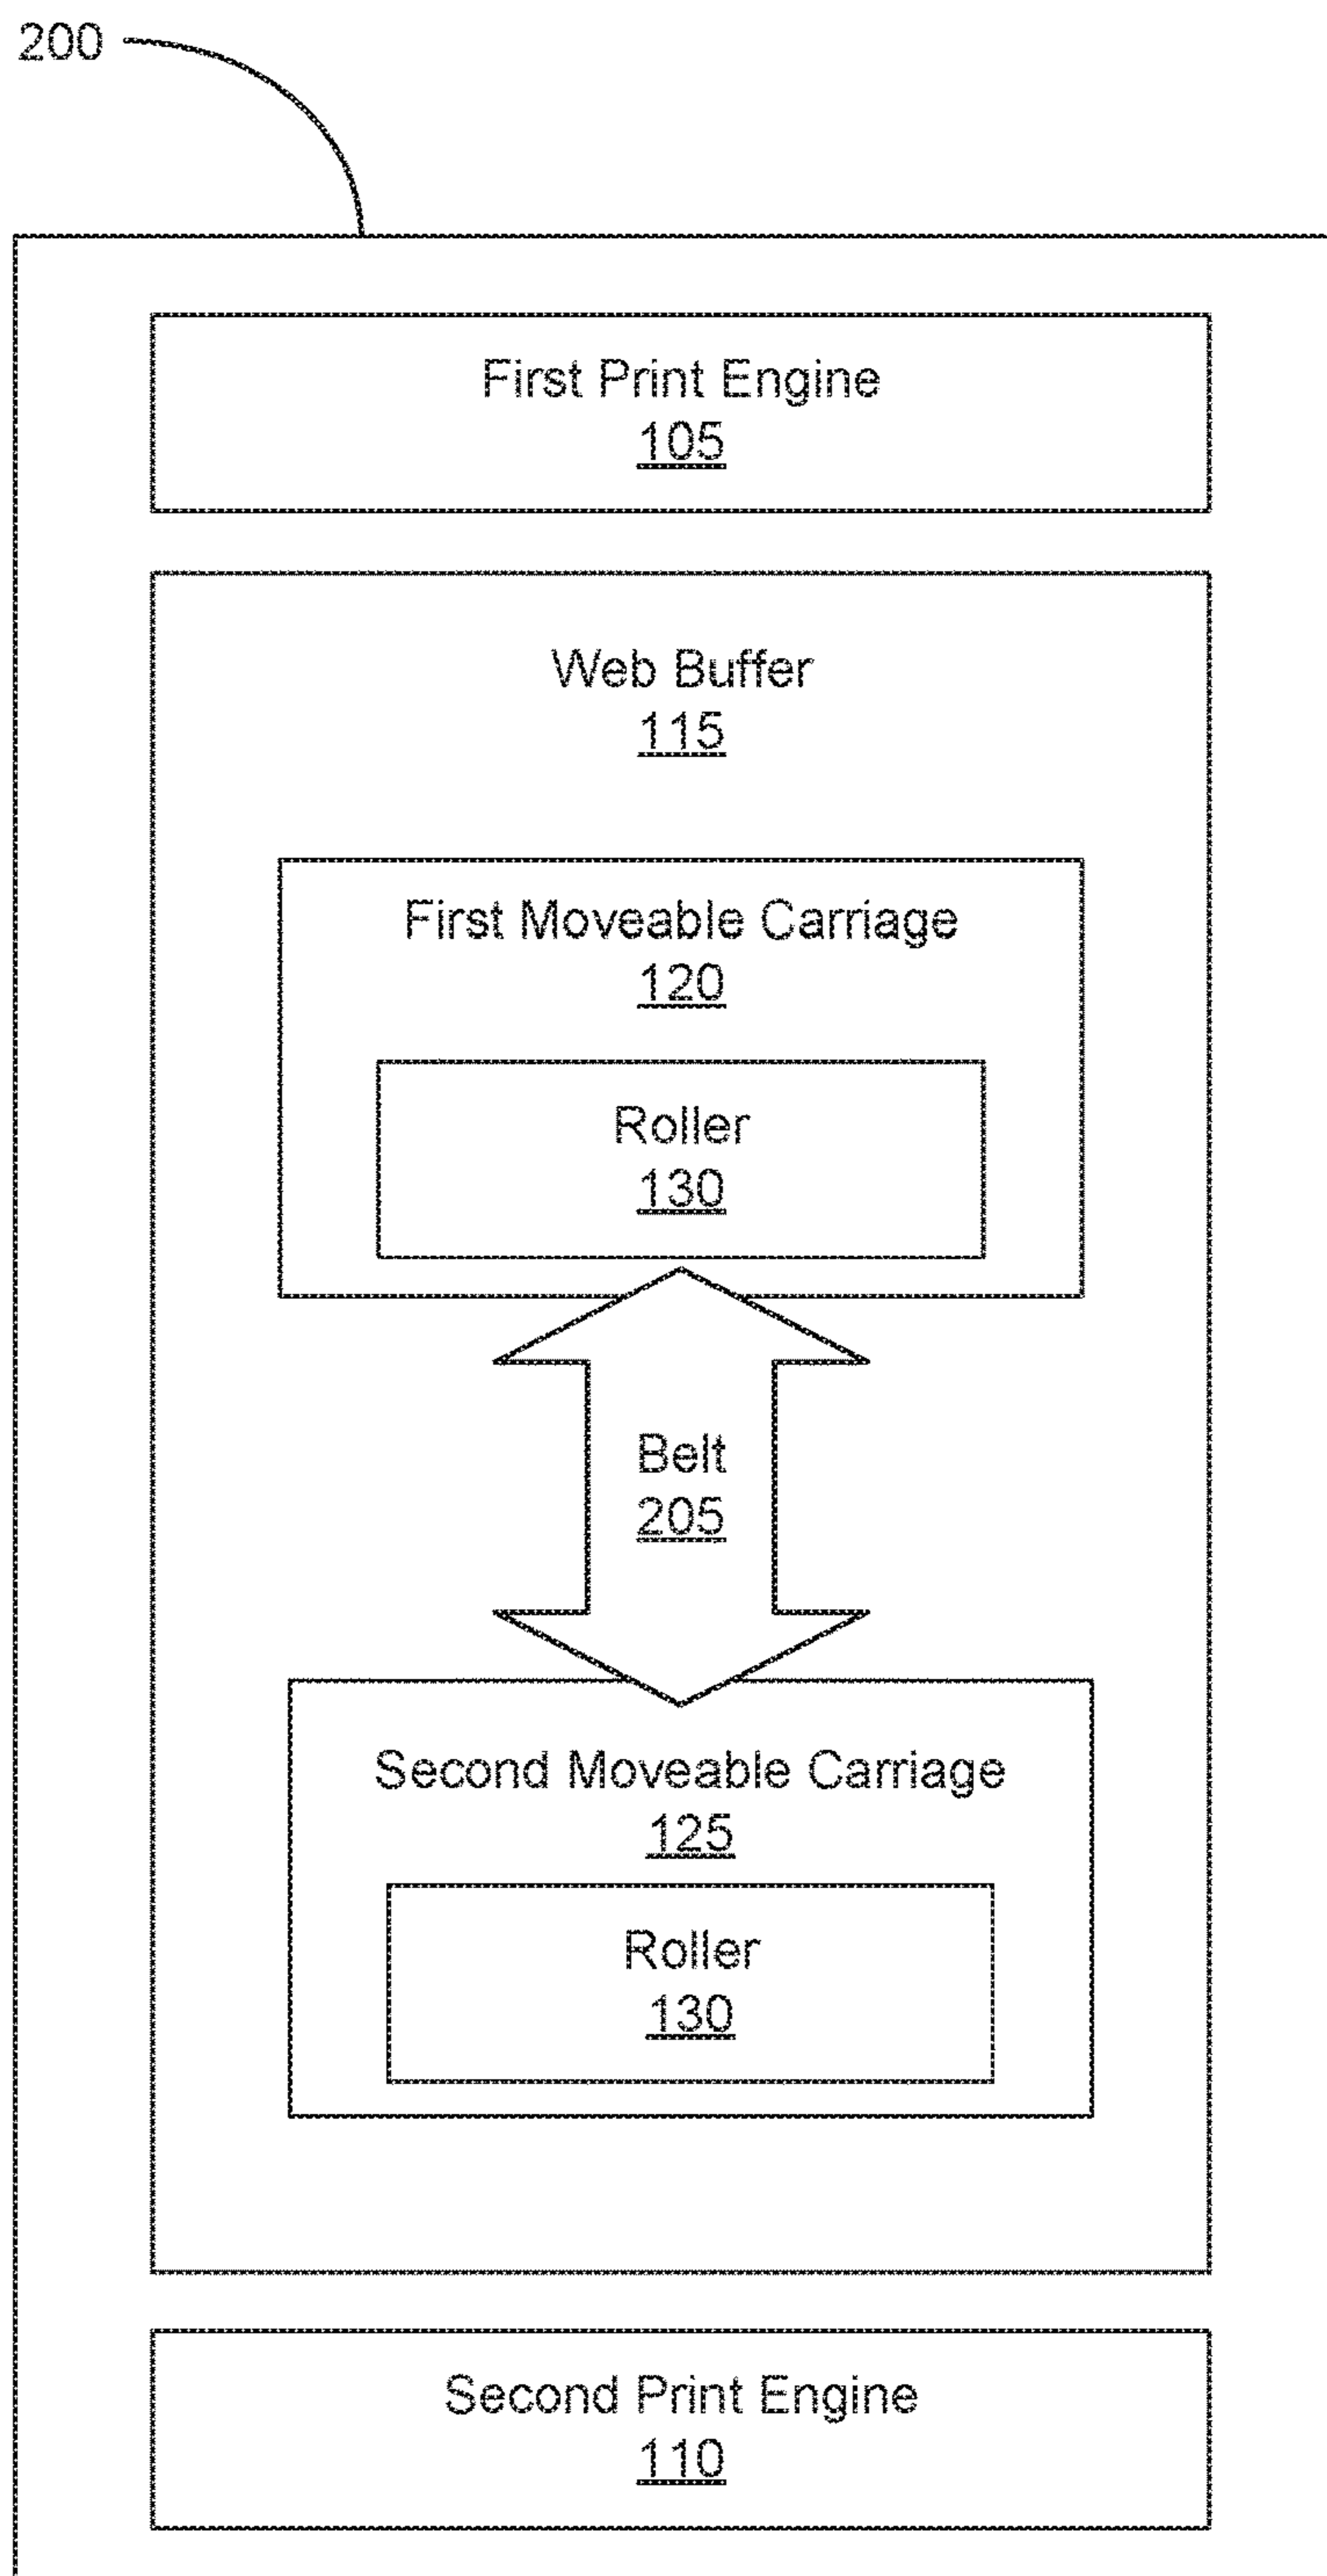 200
First Print Engine
105
Web Buffer
115
First Moveable Carriage
120
Roller
130
Belt
205
Second Moveable Carriage
125
Roller
130
Second Print Engine
110